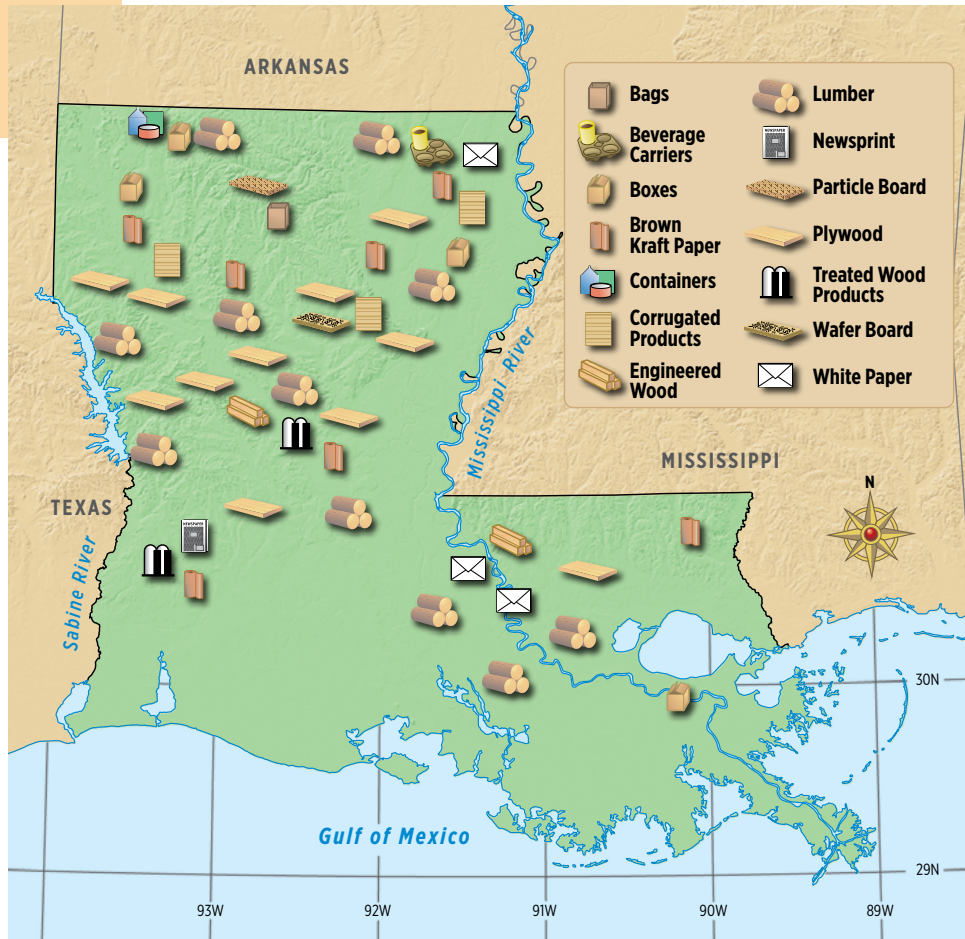 ARKANSAS
Bags
Beverage
Carriers
Boxes
Brown
Kraft Paper
Containers
Corrugated
Products
Engineered
Wood
Lumber
NEWSPAPER
Newsprint
Particle Board
Plywood
Treated Wood
Products
Wafer Board
White Paper
Mississippi River
MISSISSIPPI
N
TEXAS
NEWSPAPER
Sabine River
30N
Gulf of Mexico
29N
93W
92W
91W
90W
89W